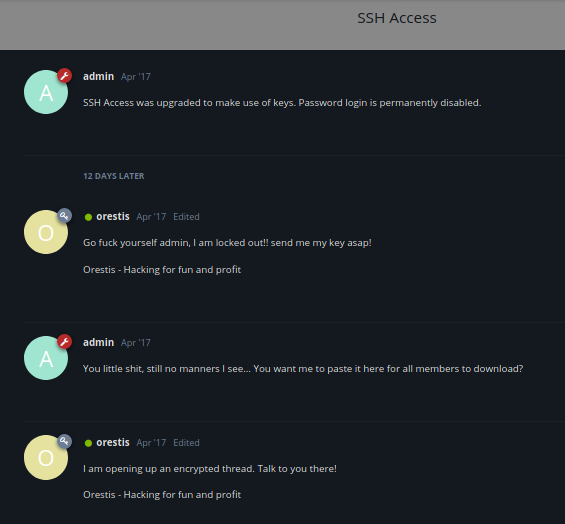 SSH Access
A
admin Apr '17
SSH Access was upgraded to make use of keys. Password login is permanently disabled.
12 DAYS LATER
O
orestis Apr '17 Edited
Go fuck yourself admin, I am locked out!! send me my key asap!
Orestis - Hacking for fun and profit
A
admin Apr '17
You little shit, still no manners I see... You want me to paste it here for all members to download?
O
orestis Apr '17 Edited
I am opening up an encrypted thread. Talk to you there!
Orestis - Hacking for fun and profit